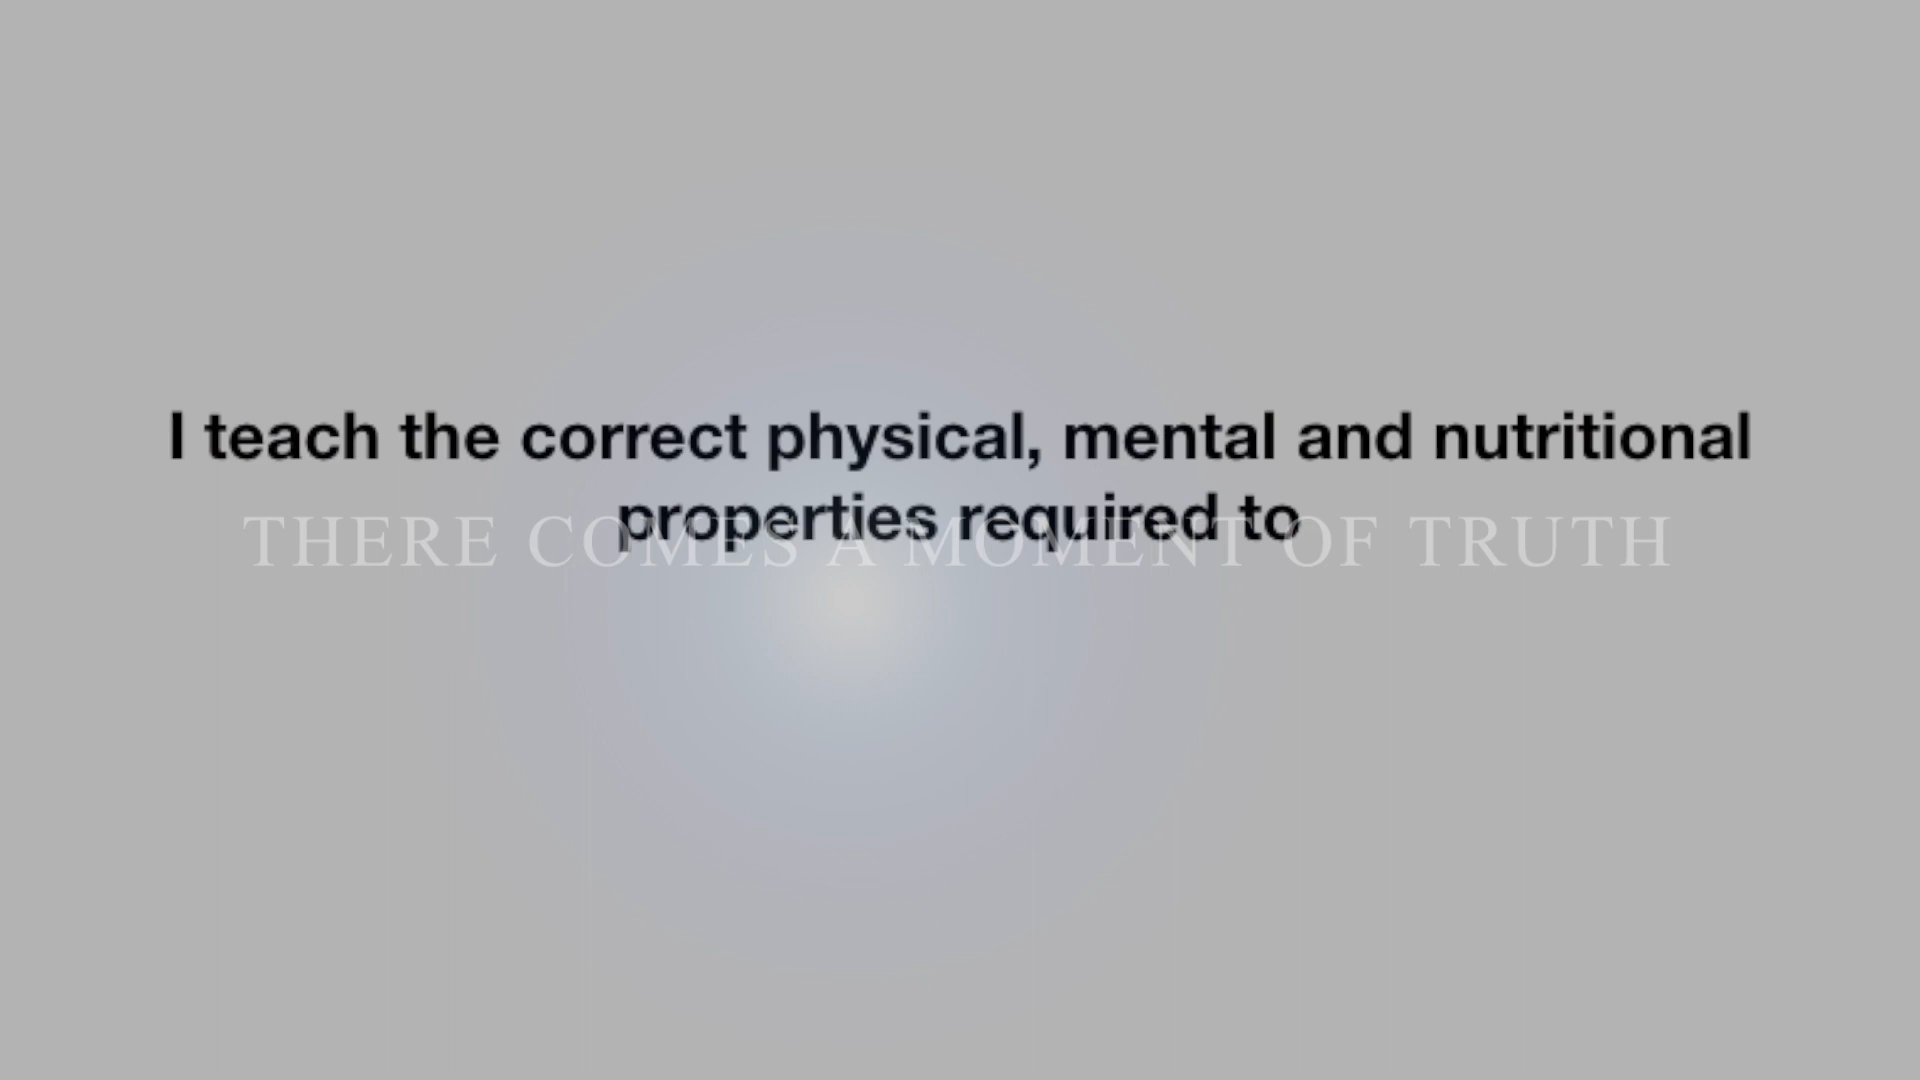 I teach the correct physical, mental and nutritional
properties required to
THERE COMES A MOMENT OF TRUTH